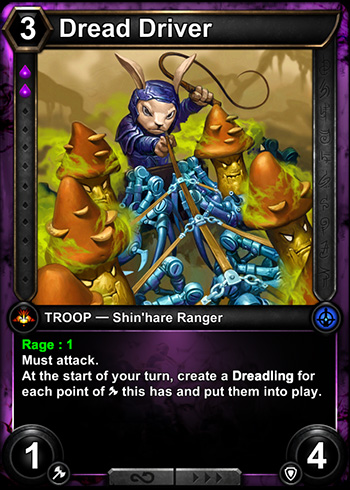 3 Dread Driver
TROOP — Shin'hare Ranger
Rage : 1
Must attack.
At the start of your turn, create a Dreadling for
each point of this has and put them into play.
1 4